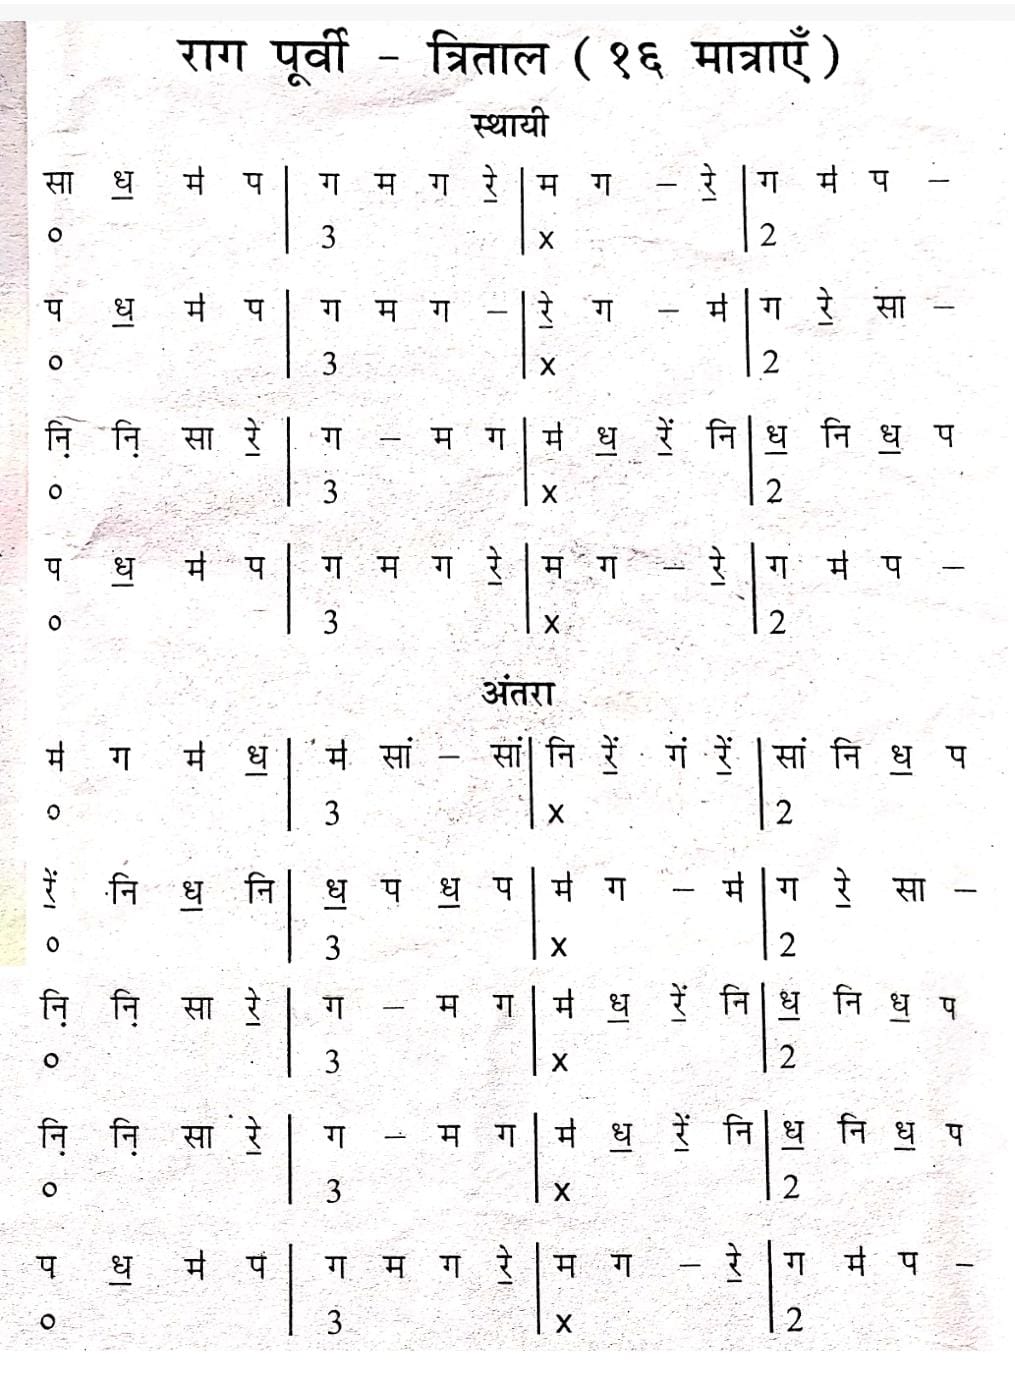 राग पूर्वी - त्रिताल ( १६ मात्राएँ )
स्थायी
सा ध॒ म॑ प | ग म ग रे॒ | म ग – रे॒ | ग म॑ प –
० 3 x 2
प ध॒ म॑ प | ग म ग – | रे॒ ग – म॑ | ग रे॒ सा –
० 3 x 2
नि़ नि़ सा रे॒ | ग – म ग | म॑ ध॒ रें॒ नि | ध॒ नि ध॒ प
० 3 x 2
प ध॒ म॑ प | ग म ग रे॒ | म ग – रे॒ | ग म॑ प –
० 3 x 2
अंतरा
म॑ ग म॑ ध॒ | म॑ सां – सां | नि रें॒ गं रें॒ | सां नि ध॒ प
० 3 x 2
रें॒ नि ध॒ नि | ध॒ प ध॒ प | म॑ ग – म॑ | ग रे॒ सा –
० 3 x 2
नि़ नि़ सा रे॒ | ग – म ग | म॑ ध॒ रें॒ नि | ध॒ नि ध॒ प
० 3 x 2
नि़ नि़ सा रे॒ | ग – म ग | म॑ ध॒ रें॒ नि | ध॒ नि ध॒ प
० 3 x 2
प ध॒ म॑ प | ग म ग रे॒ | म ग – रे॒ | ग म॑ प –
० 3 x 2